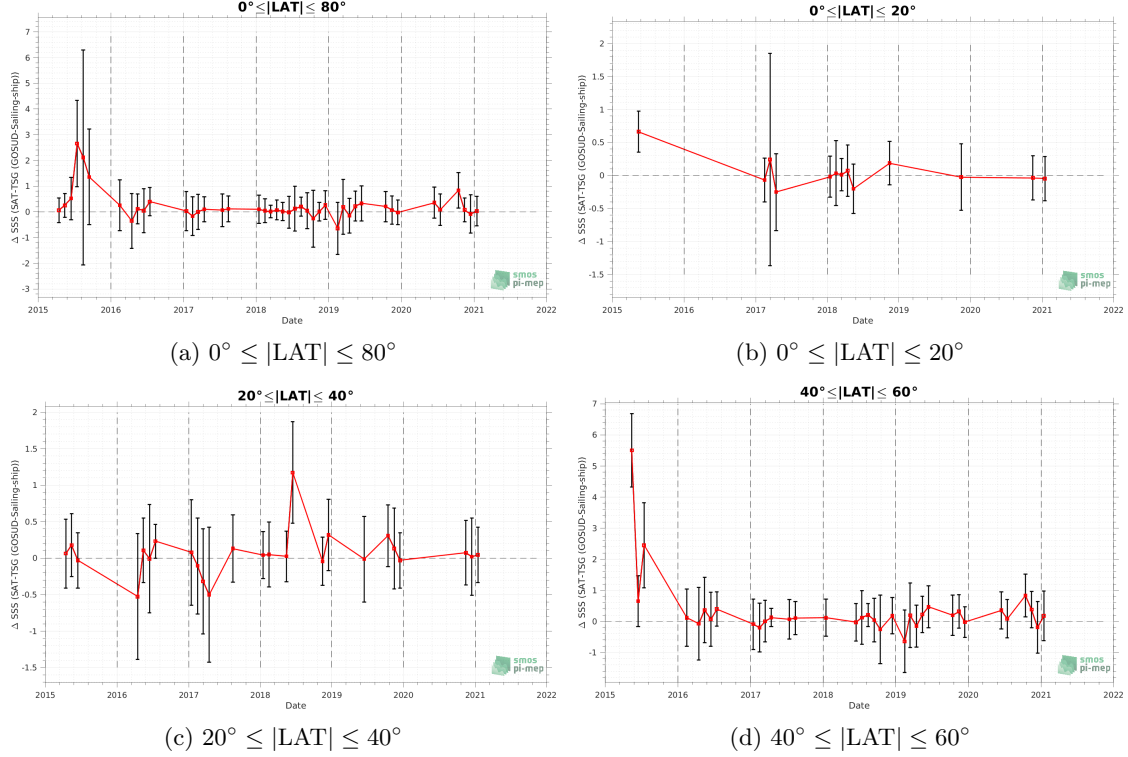 0°≤|LAT|≤ 80°
Δ SSS (SAT-TSG (GOSUD-Sailing-ship))
7
6
5
4
3
2
1
0
-1
-2
-3
2015 2016 2017 2018 2019 2020 2021 2022
Date
smos
pi-mep
(a) 0° ≤ |LAT| ≤ 80°
0°≤|LAT|≤ 20°
Δ SSS (SAT-TSG (GOSUD-Sailing-ship))
2
1.5
1
0.5
0
-0.5
-1
-1.5
2015 2016 2017 2018 2019 2020 2021 2022
Date
smos
pi-mep
(b) 0° ≤ |LAT| ≤ 20°
20°≤|LAT|≤ 40°
Δ SSS (SAT-TSG (GOSUD-Sailing-ship))
2
1.5
1
0.5
0
-0.5
-1
-1.5
2015 2016 2017 2018 2019 2020 2021 2022
Date
smos
pi-mep
(c) 20° ≤ |LAT| ≤ 40°
40°≤|LAT|≤ 60°
Δ SSS (SAT-TSG (GOSUD-Sailing-ship))
7
6
5
4
3
2
1
0
-1
2015 2016 2017 2018 2019 2020 2021 2022
Date
smos
pi-mep
(d) 40° ≤ |LAT| ≤ 60°